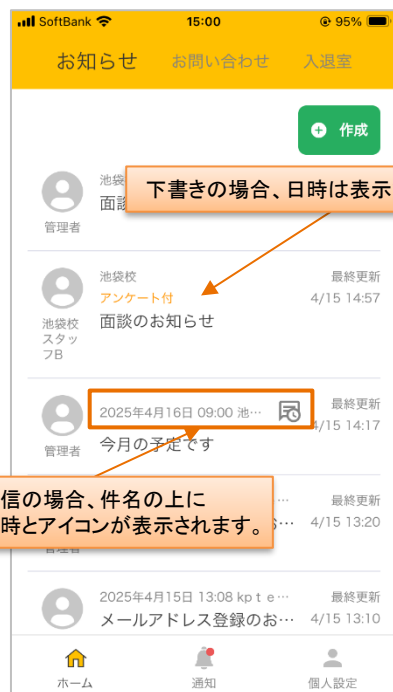 SoftBank 15:00 95%
お知らせ お問い合わせ 入退室
作成
池袋
面談
管理者
下書きの場合、日時は表示
池袋校 最終更新
アンケート付 4/15 14:57
面談のお知らせ
池袋校
スタッ
フB
2025年4月16日 09:00 池… 最終更新
4/15 14:17
今月の予定です
管理者
信の場合、件名の上に
時とアイコンが表示されます。
… 最終更新
… 4/15 13:20
管理者
2025年4月15日 13:08 kpｔｅ… 最終更新
メールアドレス登録のお… 4/15 13:10
ホーム 通知 個人設定